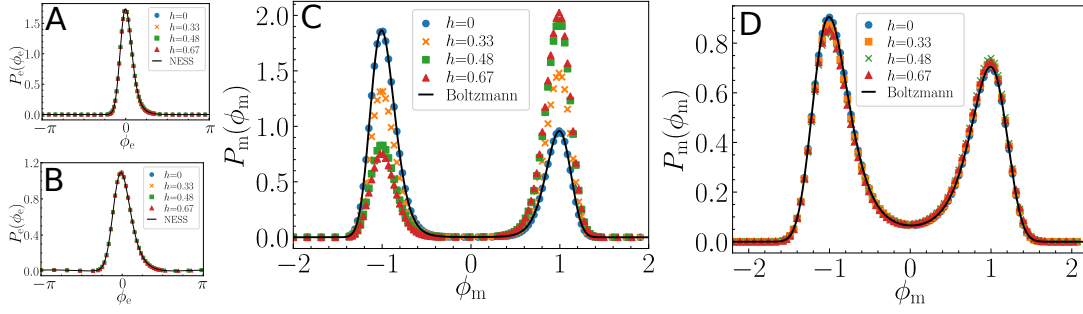 A
P_e(ϕ_e)
1.5
1.0
0.5
0.0
h=0
h=0.33
h=0.48
h=0.67
NESS
−π
0
π
ϕ_e
B
P_e(ϕ_e)
1.2
0.6
0.0
h=0
h=0.33
h=0.48
h=0.67
NESS
−π
0
π
ϕ_e
C
P_m(ϕ_m)
2.0
1.5
1.0
0.5
0.0
h=0
h=0.33
h=0.48
h=0.67
Boltzmann
−2
−1
0
1
2
ϕ_m
D
P_m(ϕ_m)
0.8
0.6
0.4
0.2
0.0
h=0
h=0.33
h=0.48
h=0.67
Boltzmann
−2
−1
0
1
2
ϕ_m